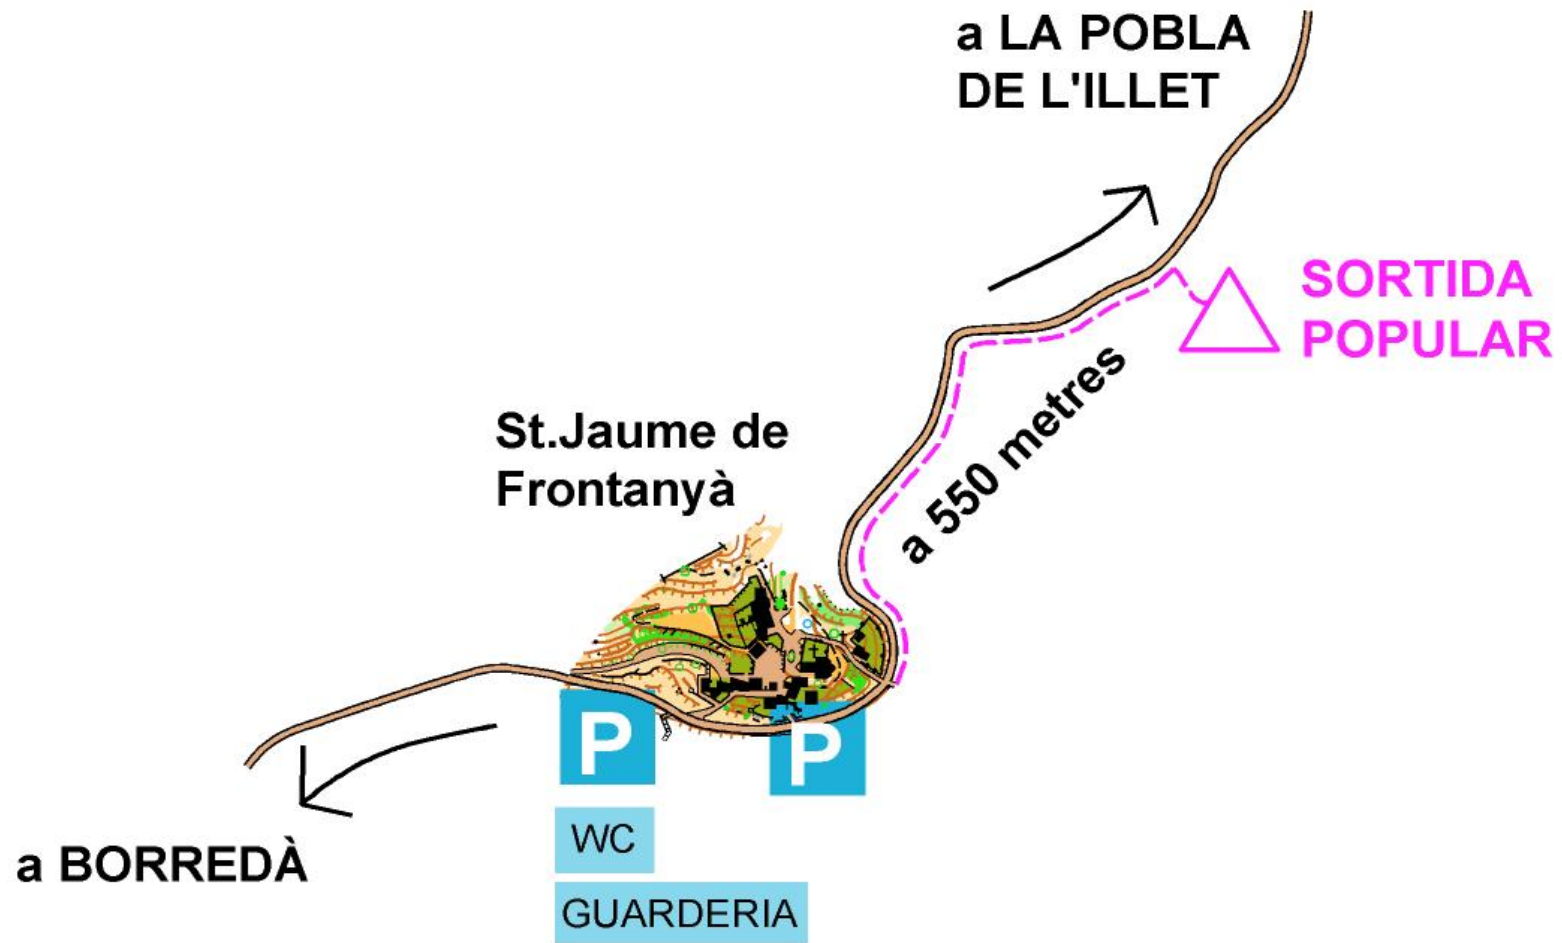 a LA POBLA
DE L'ILLET
SORTIDA
POPULAR
a 550 metres
St.Jaume de
Frontanyà
P
P
WC
GUARDERIA
a BORREDÀ